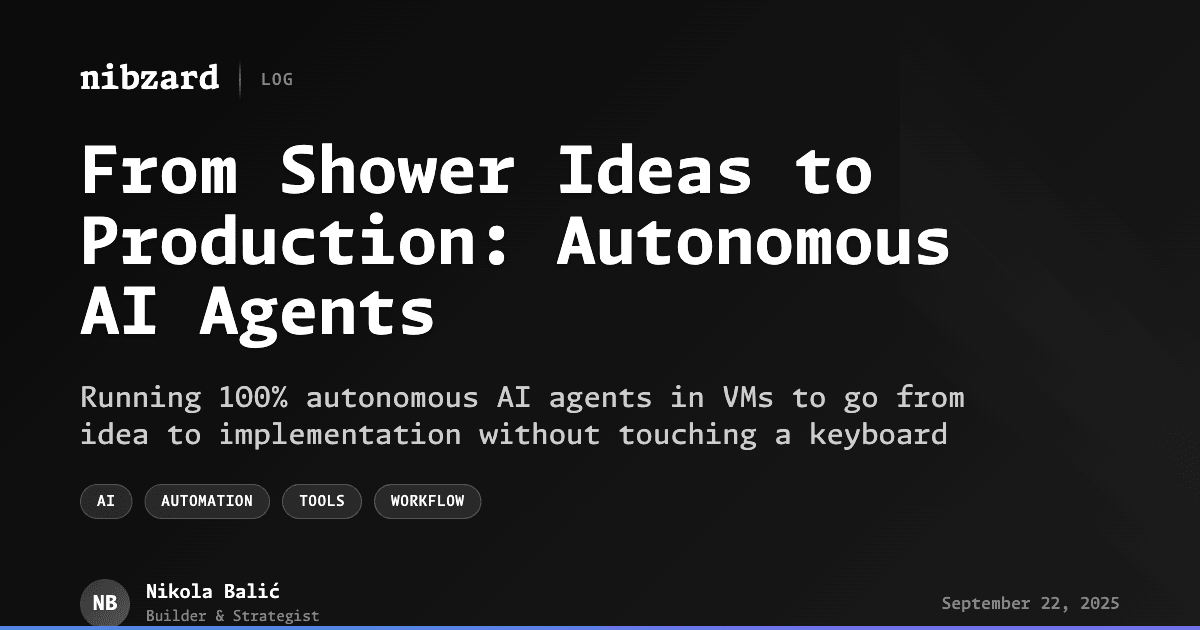 nibzard LOG
From Shower Ideas to
Production: Autonomous
AI Agents
Running 100% autonomous AI agents in VMs to go from
idea to implementation without touching a keyboard
AI AUTOMATION TOOLS WORKFLOW
NB Nikola Balić
Builder & Strategist
September 22, 2025